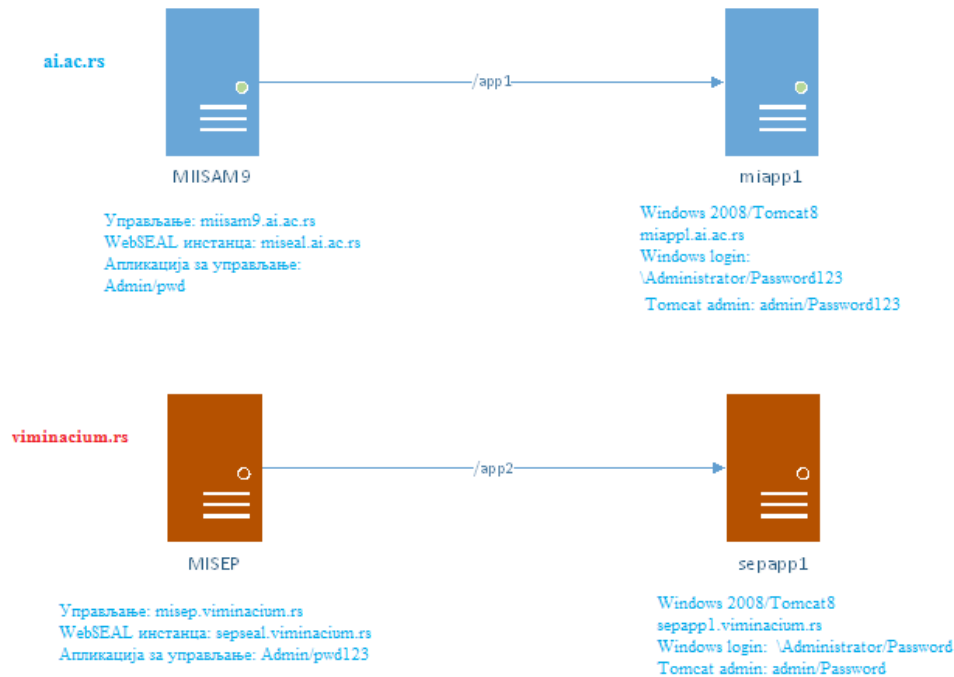 ai.ac.rs
/app1
MIISAM9
miapp1
Управљање: miisam9.ai.ac.rs
WebSEAL инстанца: miseal.ai.ac.rs
Апликација за управљање:
Admin/pwd
Windows 2008/Tomcat8
miappl.ai.ac.rs
Windows login:
\Administrator/Password123
Tomcat admin: admin/Password123
viminacium.rs
/app2
MISEP
sepapp1
Управљање: misep.viminacium.rs
WebSEAL инстанца: sepseal.viminacium.rs
Апликација за управљање: Admin/pwd123
Windows 2008/Tomcat8
sepapp1.viminacium.rs
Windows login: \Administrator/Password
Tomcat admin: admin/Password